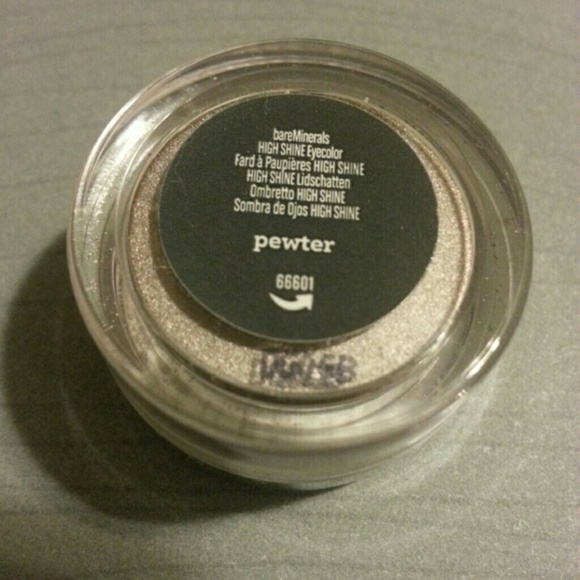 bareMinerals
HIGH SHINE Eyecolor
Fard à Paupières HIGH SHINE
HIGH SHINE Lidschatten
Ombretto HIGH SHINE
Sombra de Ojos HIGH SHINE
pewter
66601